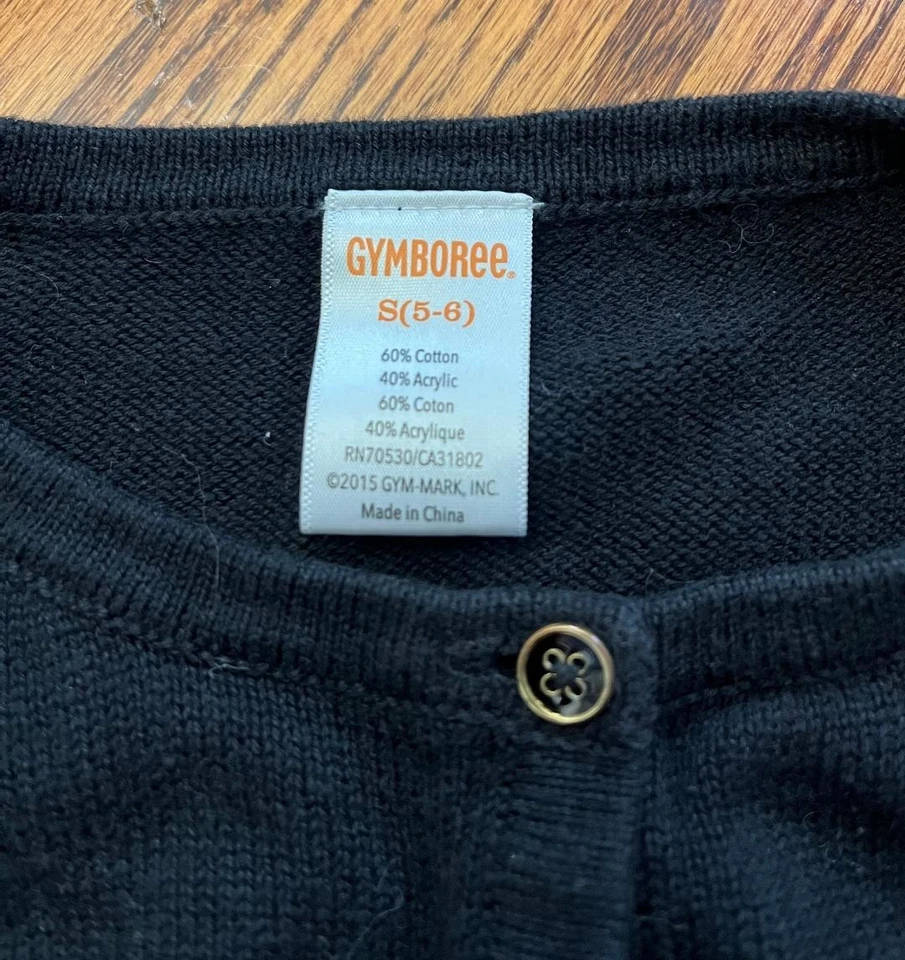 GYMBOREE®
S(5-6)
60% Cotton
40% Acrylic
60% Coton
40% Acrylique
RN70530/CA31802
©2015 GYM-MARK, INC.
Made in China